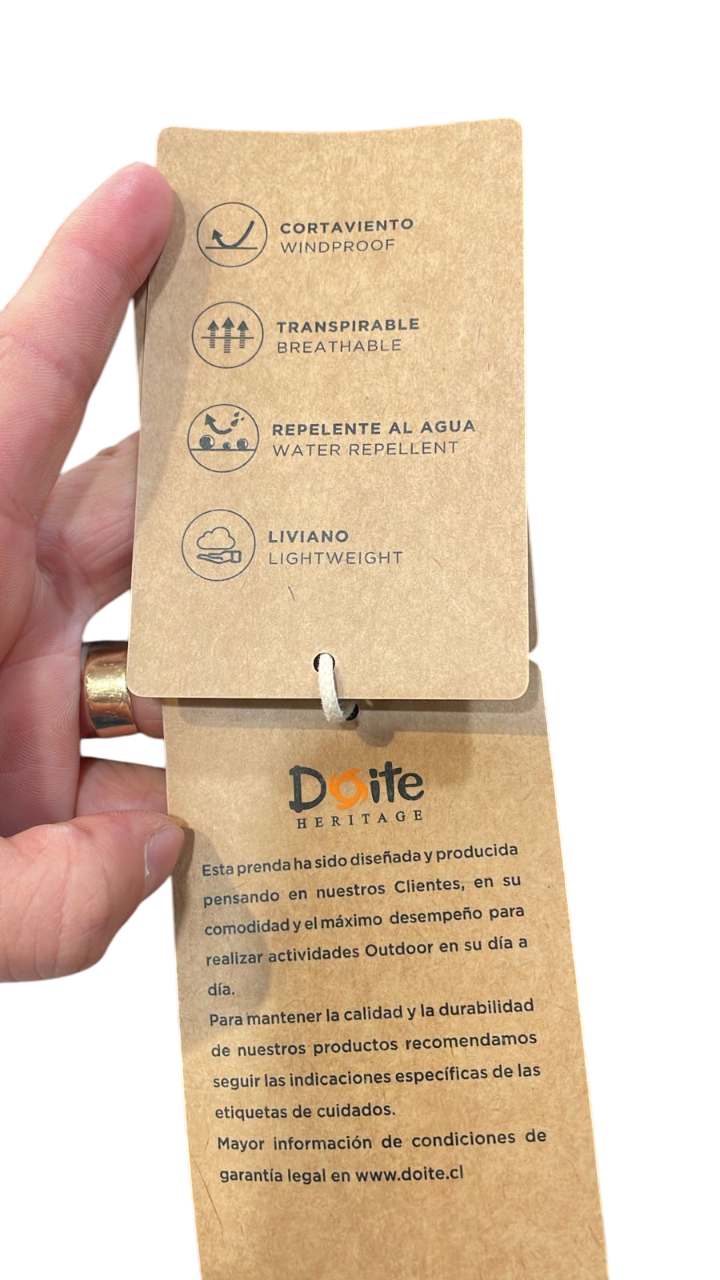 CORTAVIENTO
WINDPROOF
TRANSPIRABLE
BREATHABLE
REPELENTE AL AGUA
WATER REPELLENT
LIVIANO
LIGHTWEIGHT
Doite
HERITAGE
Esta prenda ha sido diseñada y producida
pensando en nuestros Clientes, en su
comodidad y el máximo desempeño para
realizar actividades Outdoor en su día a
día.
Para mantener la calidad y la durabilidad
de nuestros productos recomendamos
seguir las indicaciones específicas de las
etiquetas de cuidados.
Mayor información de condiciones de
garantía legal en www.doite.cl